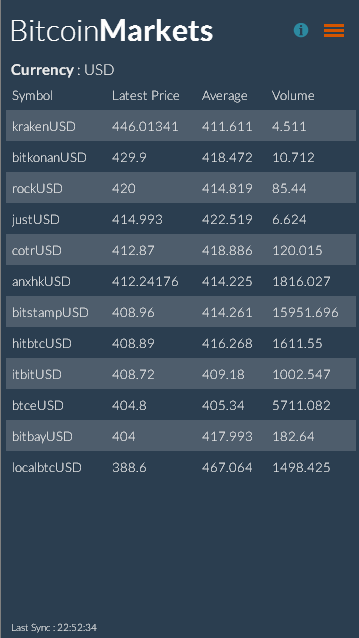 BitcoinMarkets
Currency : USD
Symbol Latest Price Average Volume
krakenUSD 446.01341 411.611 4.511
bitkonanUSD 429.9 418.472 10.712
rockUSD 420 414.819 85.44
justUSD 414.993 422.519 6.624
cotrUSD 412.87 418.886 120.015
anxhkUSD 412.24176 414.225 1816.027
bitstampUSD 408.96 414.261 15951.696
hitbtcUSD 408.89 416.268 1611.55
itbitUSD 408.72 409.18 1002.547
btceUSD 404.8 405.34 5711.082
bitbayUSD 404 417.993 182.64
localbtcUSD 388.6 467.064 1498.425
Last Sync : 22:52:34